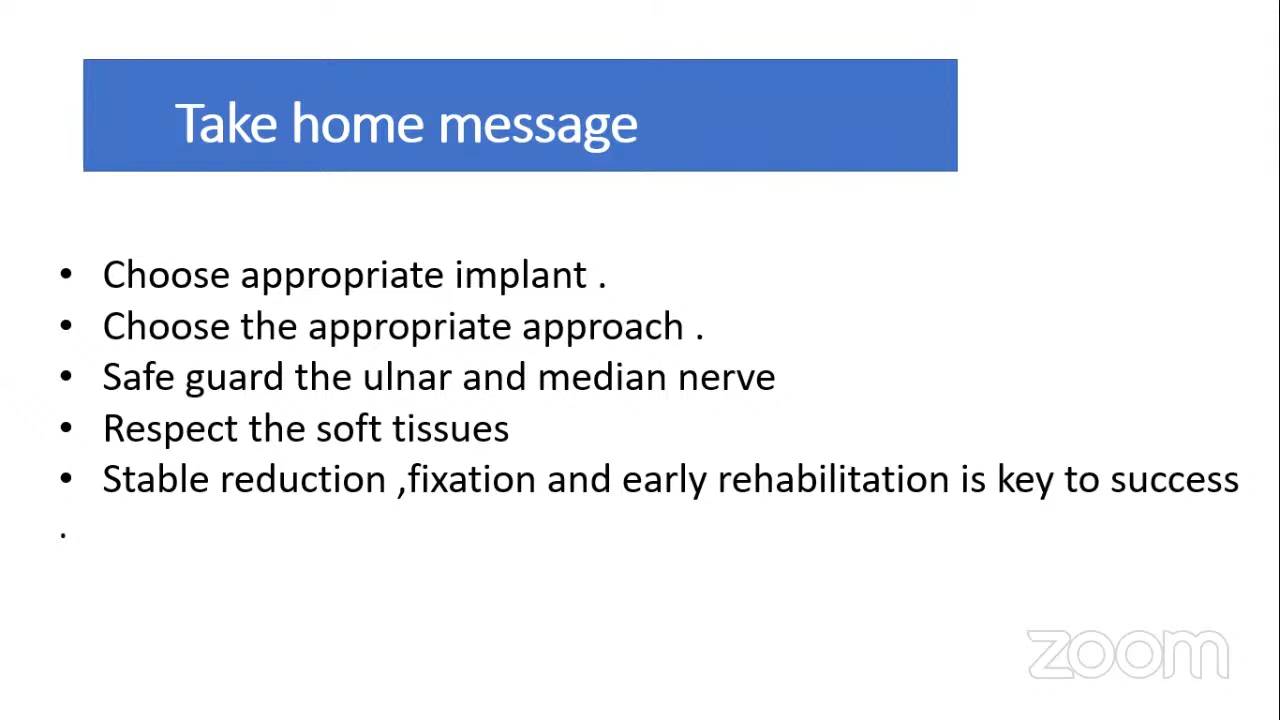 Take home message
• Choose appropriate implant .
• Choose the appropriate approach .
• Safe guard the ulnar and median nerve
• Respect the soft tissues
• Stable reduction ,fixation and early rehabilitation is key to success
.
zoom